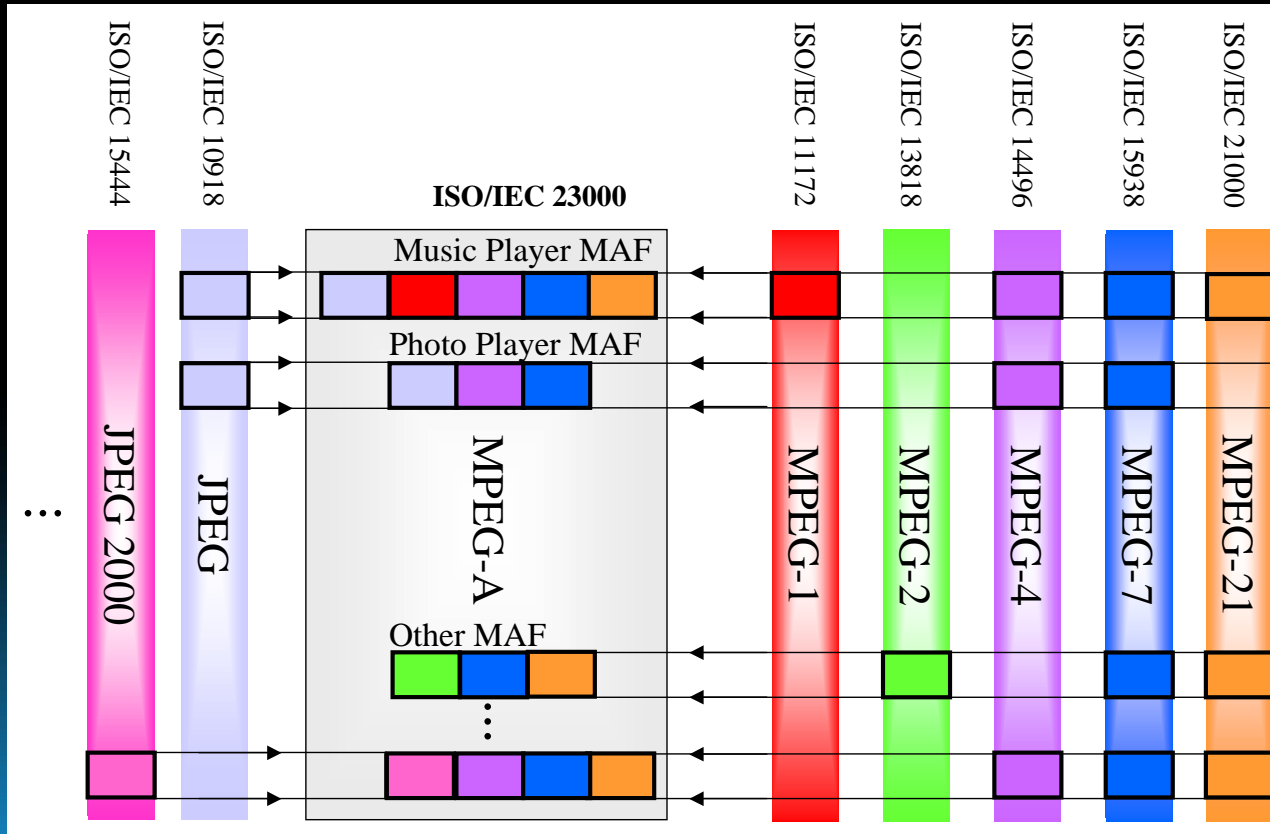 ISO/IEC 15444
ISO/IEC 10918
ISO/IEC 23000
ISO/IEC 11172
ISO/IEC 13818
ISO/IEC 14496
ISO/IEC 15938
ISO/IEC 21000
Music Player MAF
Photo Player MAF
...
JPEG 20000
JPEG
MPEG-A
MPEG-1
MPEG-2
MPEG-4
MPEG-7
MPEG-21
Other MAF
...